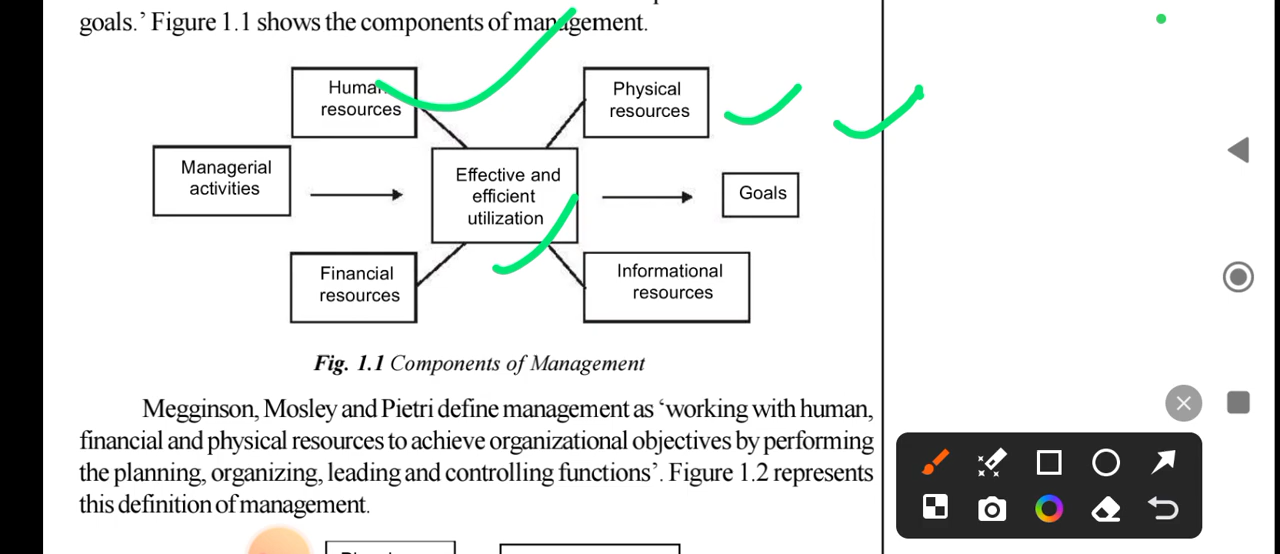 goals.’ Figure 1.1 shows the components of management.
Human
resources
Physical
resources
Managerial
activities
Effective and
efficient
utilization
Goals
Financial
resources
Informational
resources
Fig. 1.1 Components of Management
Megginson, Mosley and Pietri define management as ‘working with human,
financial and physical resources to achieve organizational objectives by performing
the planning, organizing, leading and controlling functions’. Figure 1.2 represents
this definition of management.